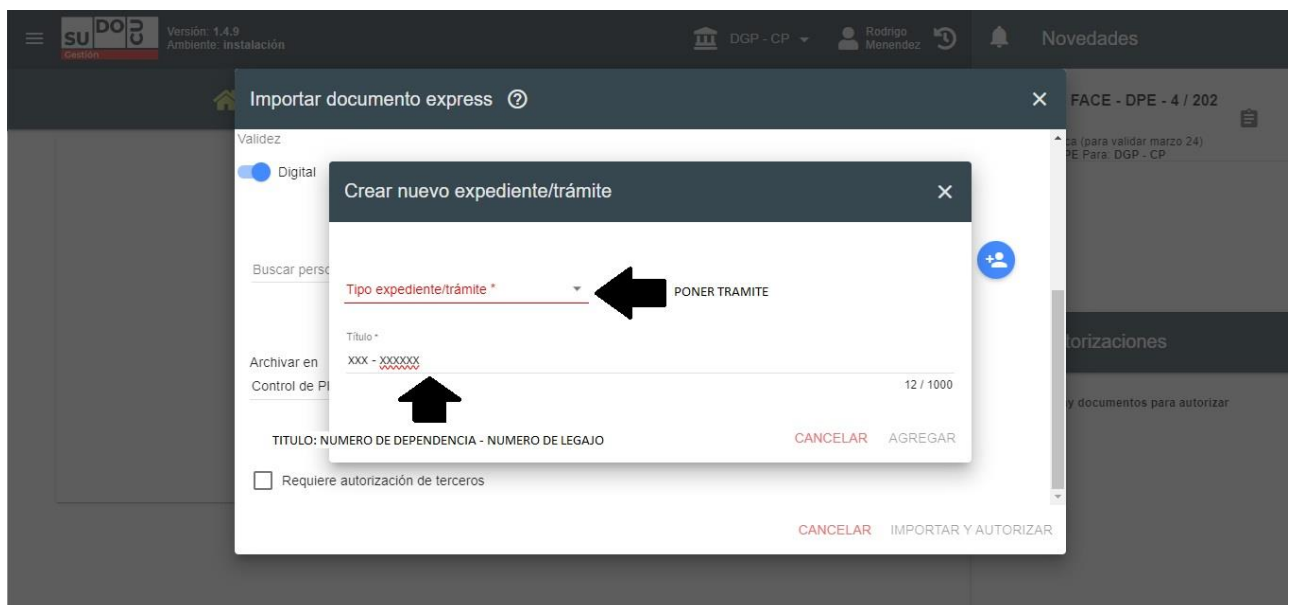 SU DO CU
Gestión
Versión: 1.4.9
Ambiente: instalación
DGP - CP
Rodrigo
Menendez
Novedades
Importar documento express
FACE - DPE - 4 / 202
ca (para validar marzo 24)
PE Para: DGP - CP
Validez
Digital
Crear nuevo expediente/trámite
Buscar perso
Tipo expediente/trámite *
PONER TRAMITE
Título *
XXX - XXXXXX
12 / 1000
Archivar en
Control de Pl
torizaciones
y documentos para autorizar
TITULO: NUMERO DE DEPENDENCIA - NUMERO DE LEGAJO
CANCELAR AGREGAR
Requiere autorización de terceros
CANCELAR IMPORTAR Y AUTORIZAR